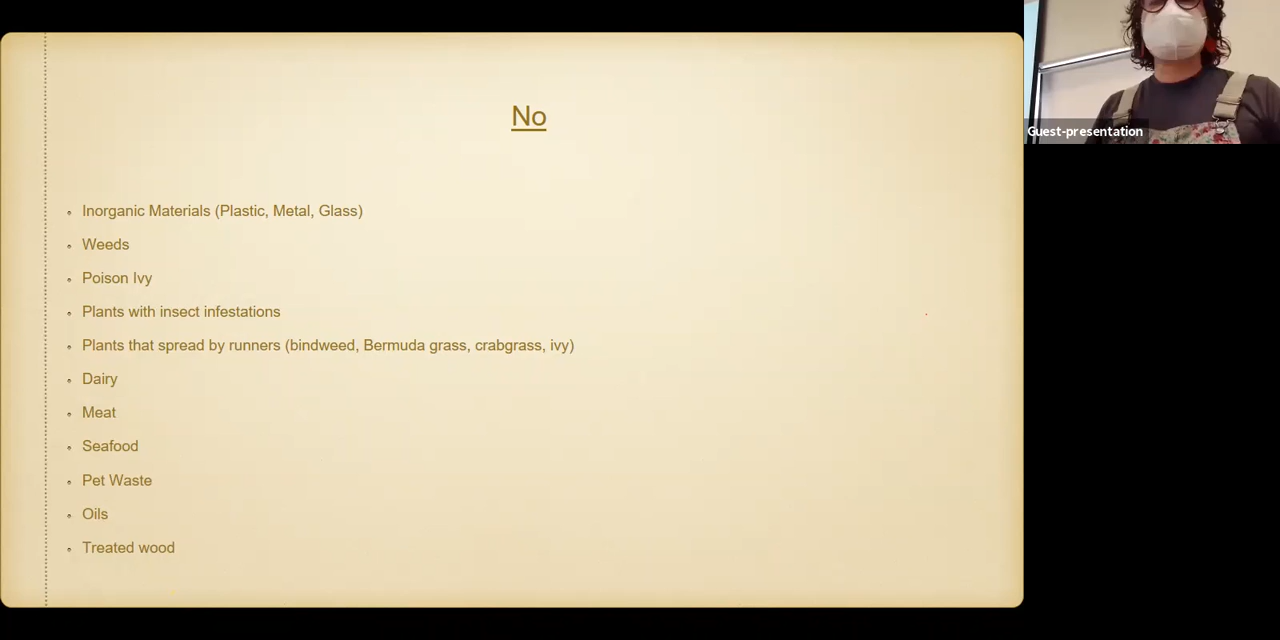 No
Inorganic Materials (Plastic, Metal, Glass)
Weeds
Poison Ivy
Plants with insect infestations
Plants that spread by runners (bindweed, Bermuda grass, crabgrass, ivy)
Dairy
Meat
Seafood
Pet Waste
Oils
Treated wood
Guest-presentation